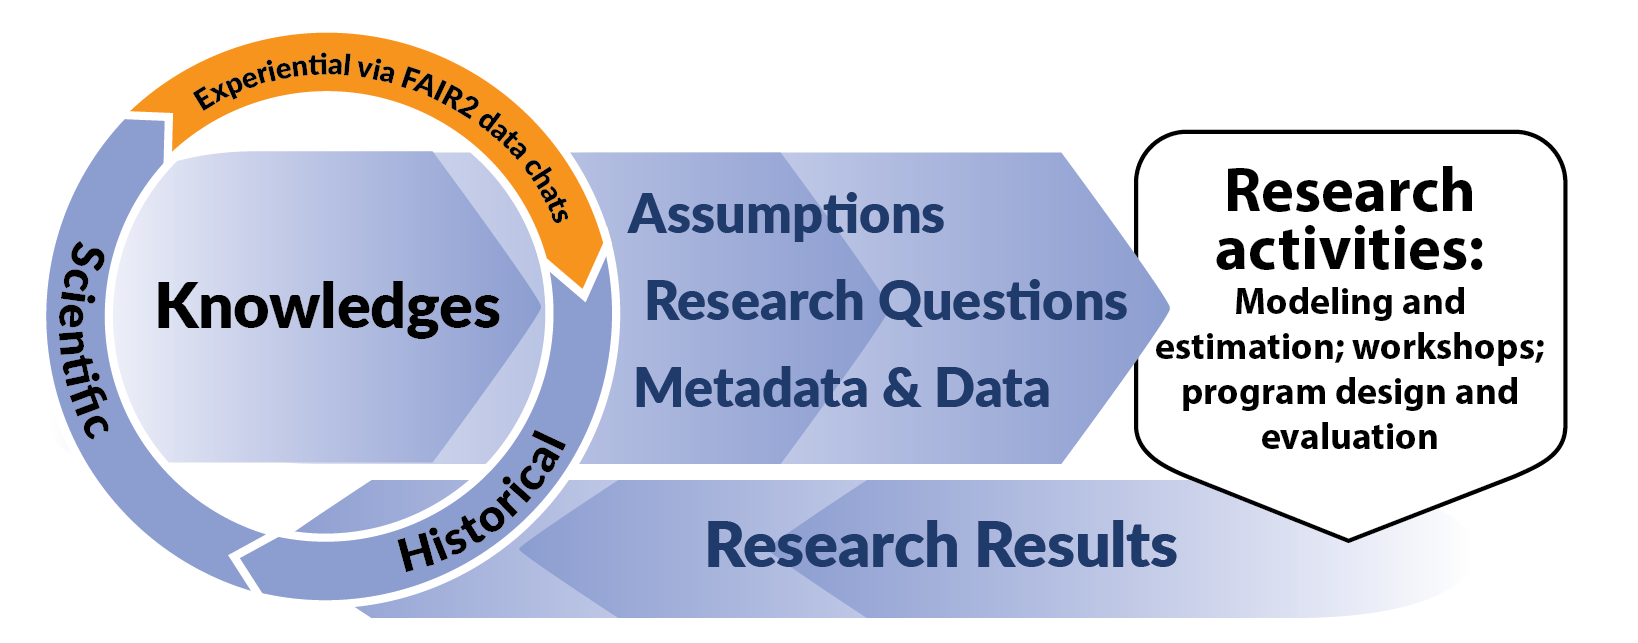 Experiential via FAIR2 data chats
Scientific
Historical
Knowledges
Assumptions
Research Questions
Metadata & Data
Research
activities:
Modeling and
estimation; workshops;
program design and
evaluation
Research Results